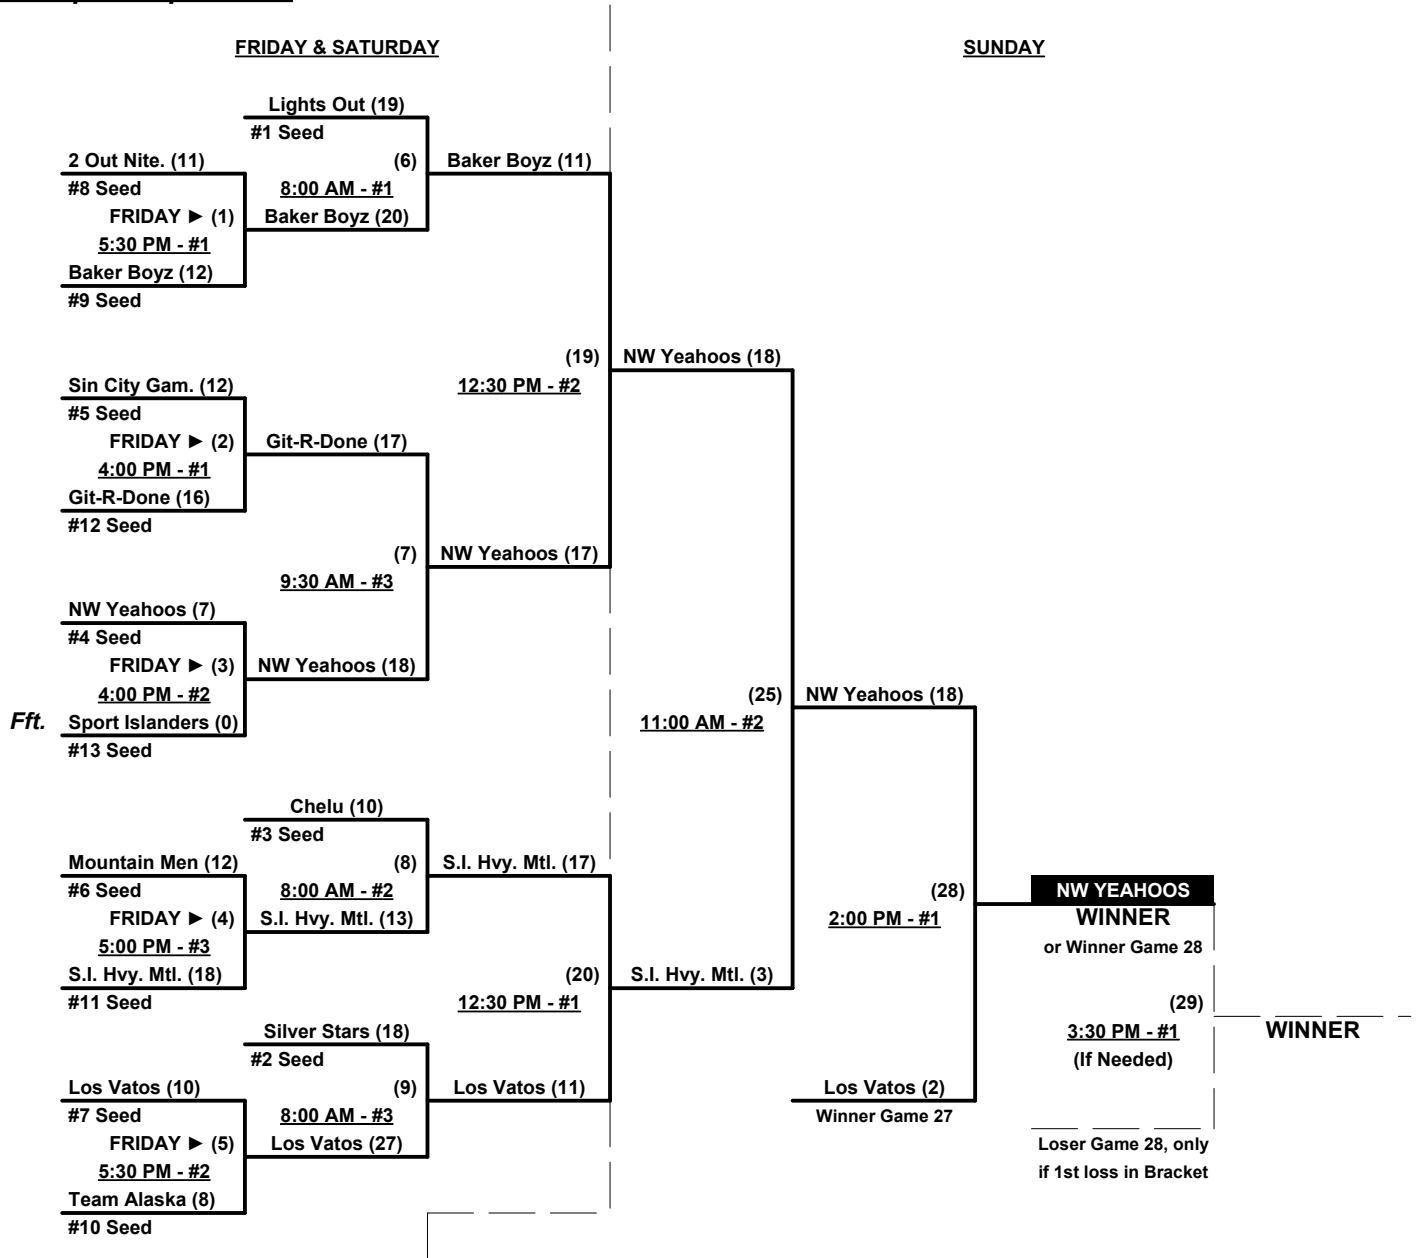 FRIDAY & SATURDAY
SUNDAY
Lights Out (19)
#1 Seed
2 Out Nite. (11)
(6)
Baker Boyz (11)
#8 Seed
8:00 AM - #1
FRIDAY ► (1)
Baker Boyz (20)
5:30 PM - #1
Baker Boyz (12)
#9 Seed
(19)
NW Yeahoos (18)
Sin City Gam. (12)
12:30 PM - #2
#5 Seed
FRIDAY ► (2)
Git-R-Done (17)
4:00 PM - #1
Git-R-Done (16)
#12 Seed
(7)
NW Yeahoos (17)
9:30 AM - #3
NW Yeahoos (7)
#4 Seed
FRIDAY ► (3)
NW Yeahoos (18)
4:00 PM - #2
(25)
NW Yeahoos (18)
Fft.
Sport Islanders (0)
11:00 AM - #2
#13 Seed
Chelu (10)
#3 Seed
Mountain Men (12)
(8)
S.I. Hvy. Mtl. (17)
#6 Seed
8:00 AM - #2
(28)
NW YEAHOOS
FRIDAY ► (4)
S.I. Hvy. Mtl. (13)
2:00 PM - #1
WINNER
5:00 PM - #3
or Winner Game 28
S.I. Hvy. Mtl. (18)
(20)
S.I. Hvy. Mtl. (3)
#11 Seed
12:30 PM - #1
(29)
Silver Stars (18)
3:30 PM - #1
WINNER
#2 Seed
(If Needed)
Los Vatos (10)
(9)
Los Vatos (11)
Los Vatos (2)
#7 Seed
8:00 AM - #3
Winner Game 27
FRIDAY ► (5)
Los Vatos (27)
Loser Game 28, only
5:30 PM - #2
if 1st loss in Bracket
Team Alaska (8)
#10 Seed